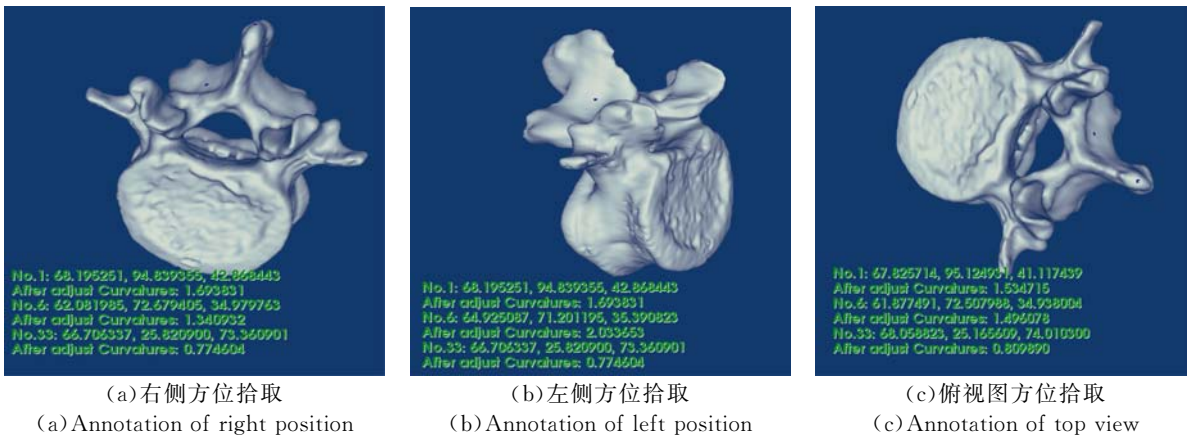 No.1: 68.195251, 94.839355, 42.868443
After adjust Curvatures: 1.693831
No.6: 62.081985, 72.679405, 34.979763
After adjust Curvatures: 1.340932
No.33: 66.706337, 25.820900, 73.360901
After adjust Curvatures: 0.774604
(a)右侧方位拾取
(a)Annotation of right position
No.1: 68.195251, 94.839355, 42.868443
After adjust Curvatures: 1.693831
No.6: 64.925087, 71.201195, 35.390823
After adjust Curvatures: 2.033653
No.33: 66.706337, 25.820900, 73.360901
After adjust Curvatures: 0.774604
(b)左侧方位拾取
(b)Annotation of left position
No.1: 67.825714, 95.124931, 41.117439
After adjust Curvatures: 1.534715
No.6: 61.877491, 72.507988, 34.938004
After adjust Curvatures: 1.496078
No.33: 68.058823, 25.165609, 74.010300
After adjust Curvatures: 0.809890
(c)俯视图方位拾取
(c)Annotation of top view